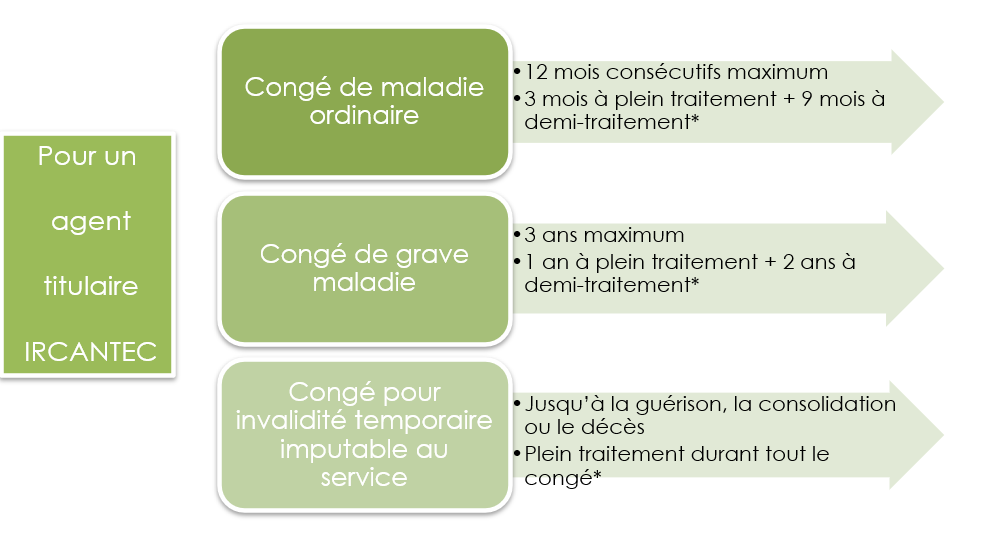 Pour un
agent
titulaire
IRCANTEC
Congé de maladie
ordinaire
•12 mois consécutifs maximum
•3 mois à plein traitement + 9 mois à
demi-traitement*
Congé de grave
maladie
•3 ans maximum
•1 an à plein traitement + 2 ans à
demi-traitement*
Congé pour
invalidité temporaire
imputable au
service
•Jusqu'à la guérison, la consolidation
ou le décès
•Plein traitement durant tout le
congé*